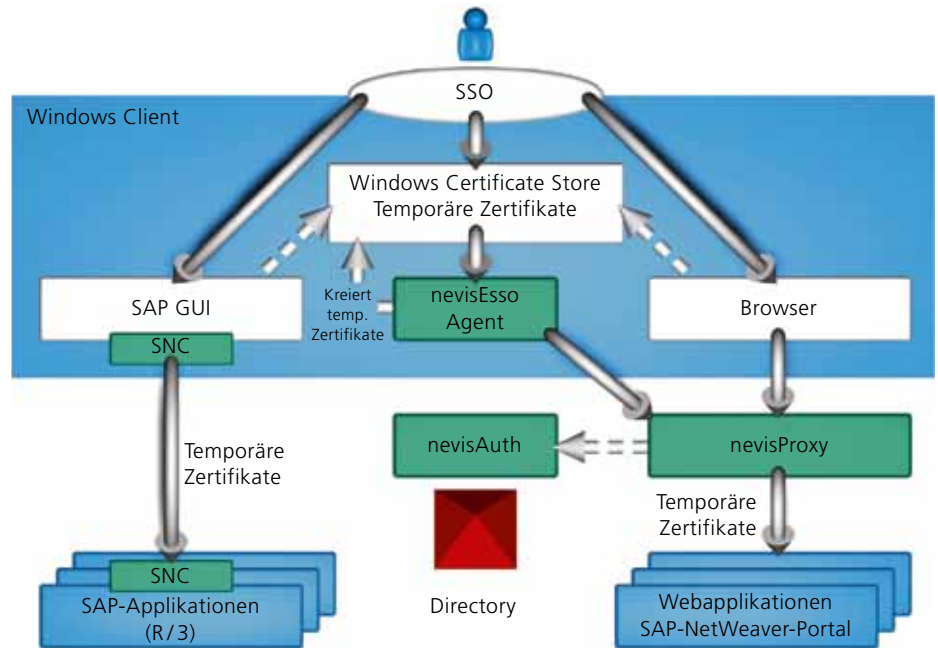 SSO
Windows Client
Windows Certificate Store
Temporäre Zertifikate
SAP GUI
SNC
Kreiert
temp.
Zertifikate
nevisEsso
Agent
Browser
Temporäre
Zertifikate
nevisAuth
nevisProxy
Temporäre
Zertifikate
SNC
SAP-Applikationen
(R/3)
Directory
Webapplikationen
SAP-NetWeaver-Portal